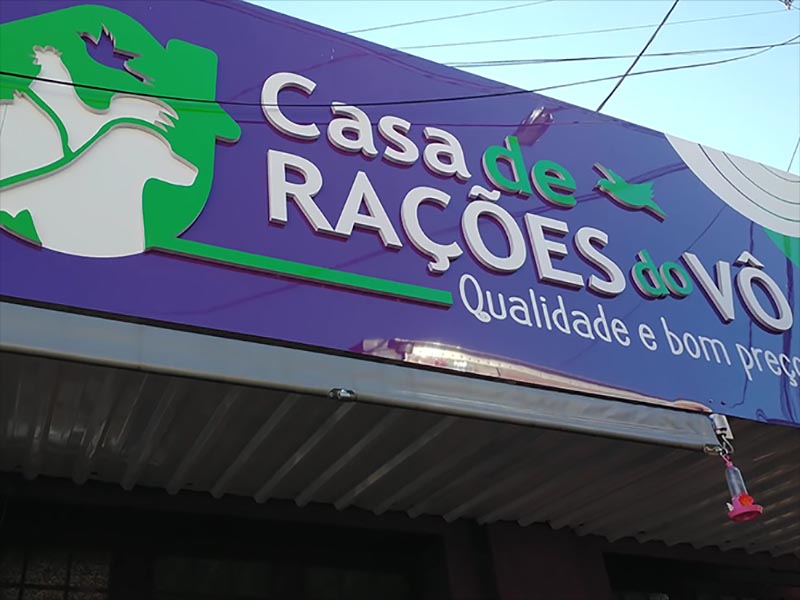 Casa de
RAÇÕES do VÔ
Qualidade e bom preço